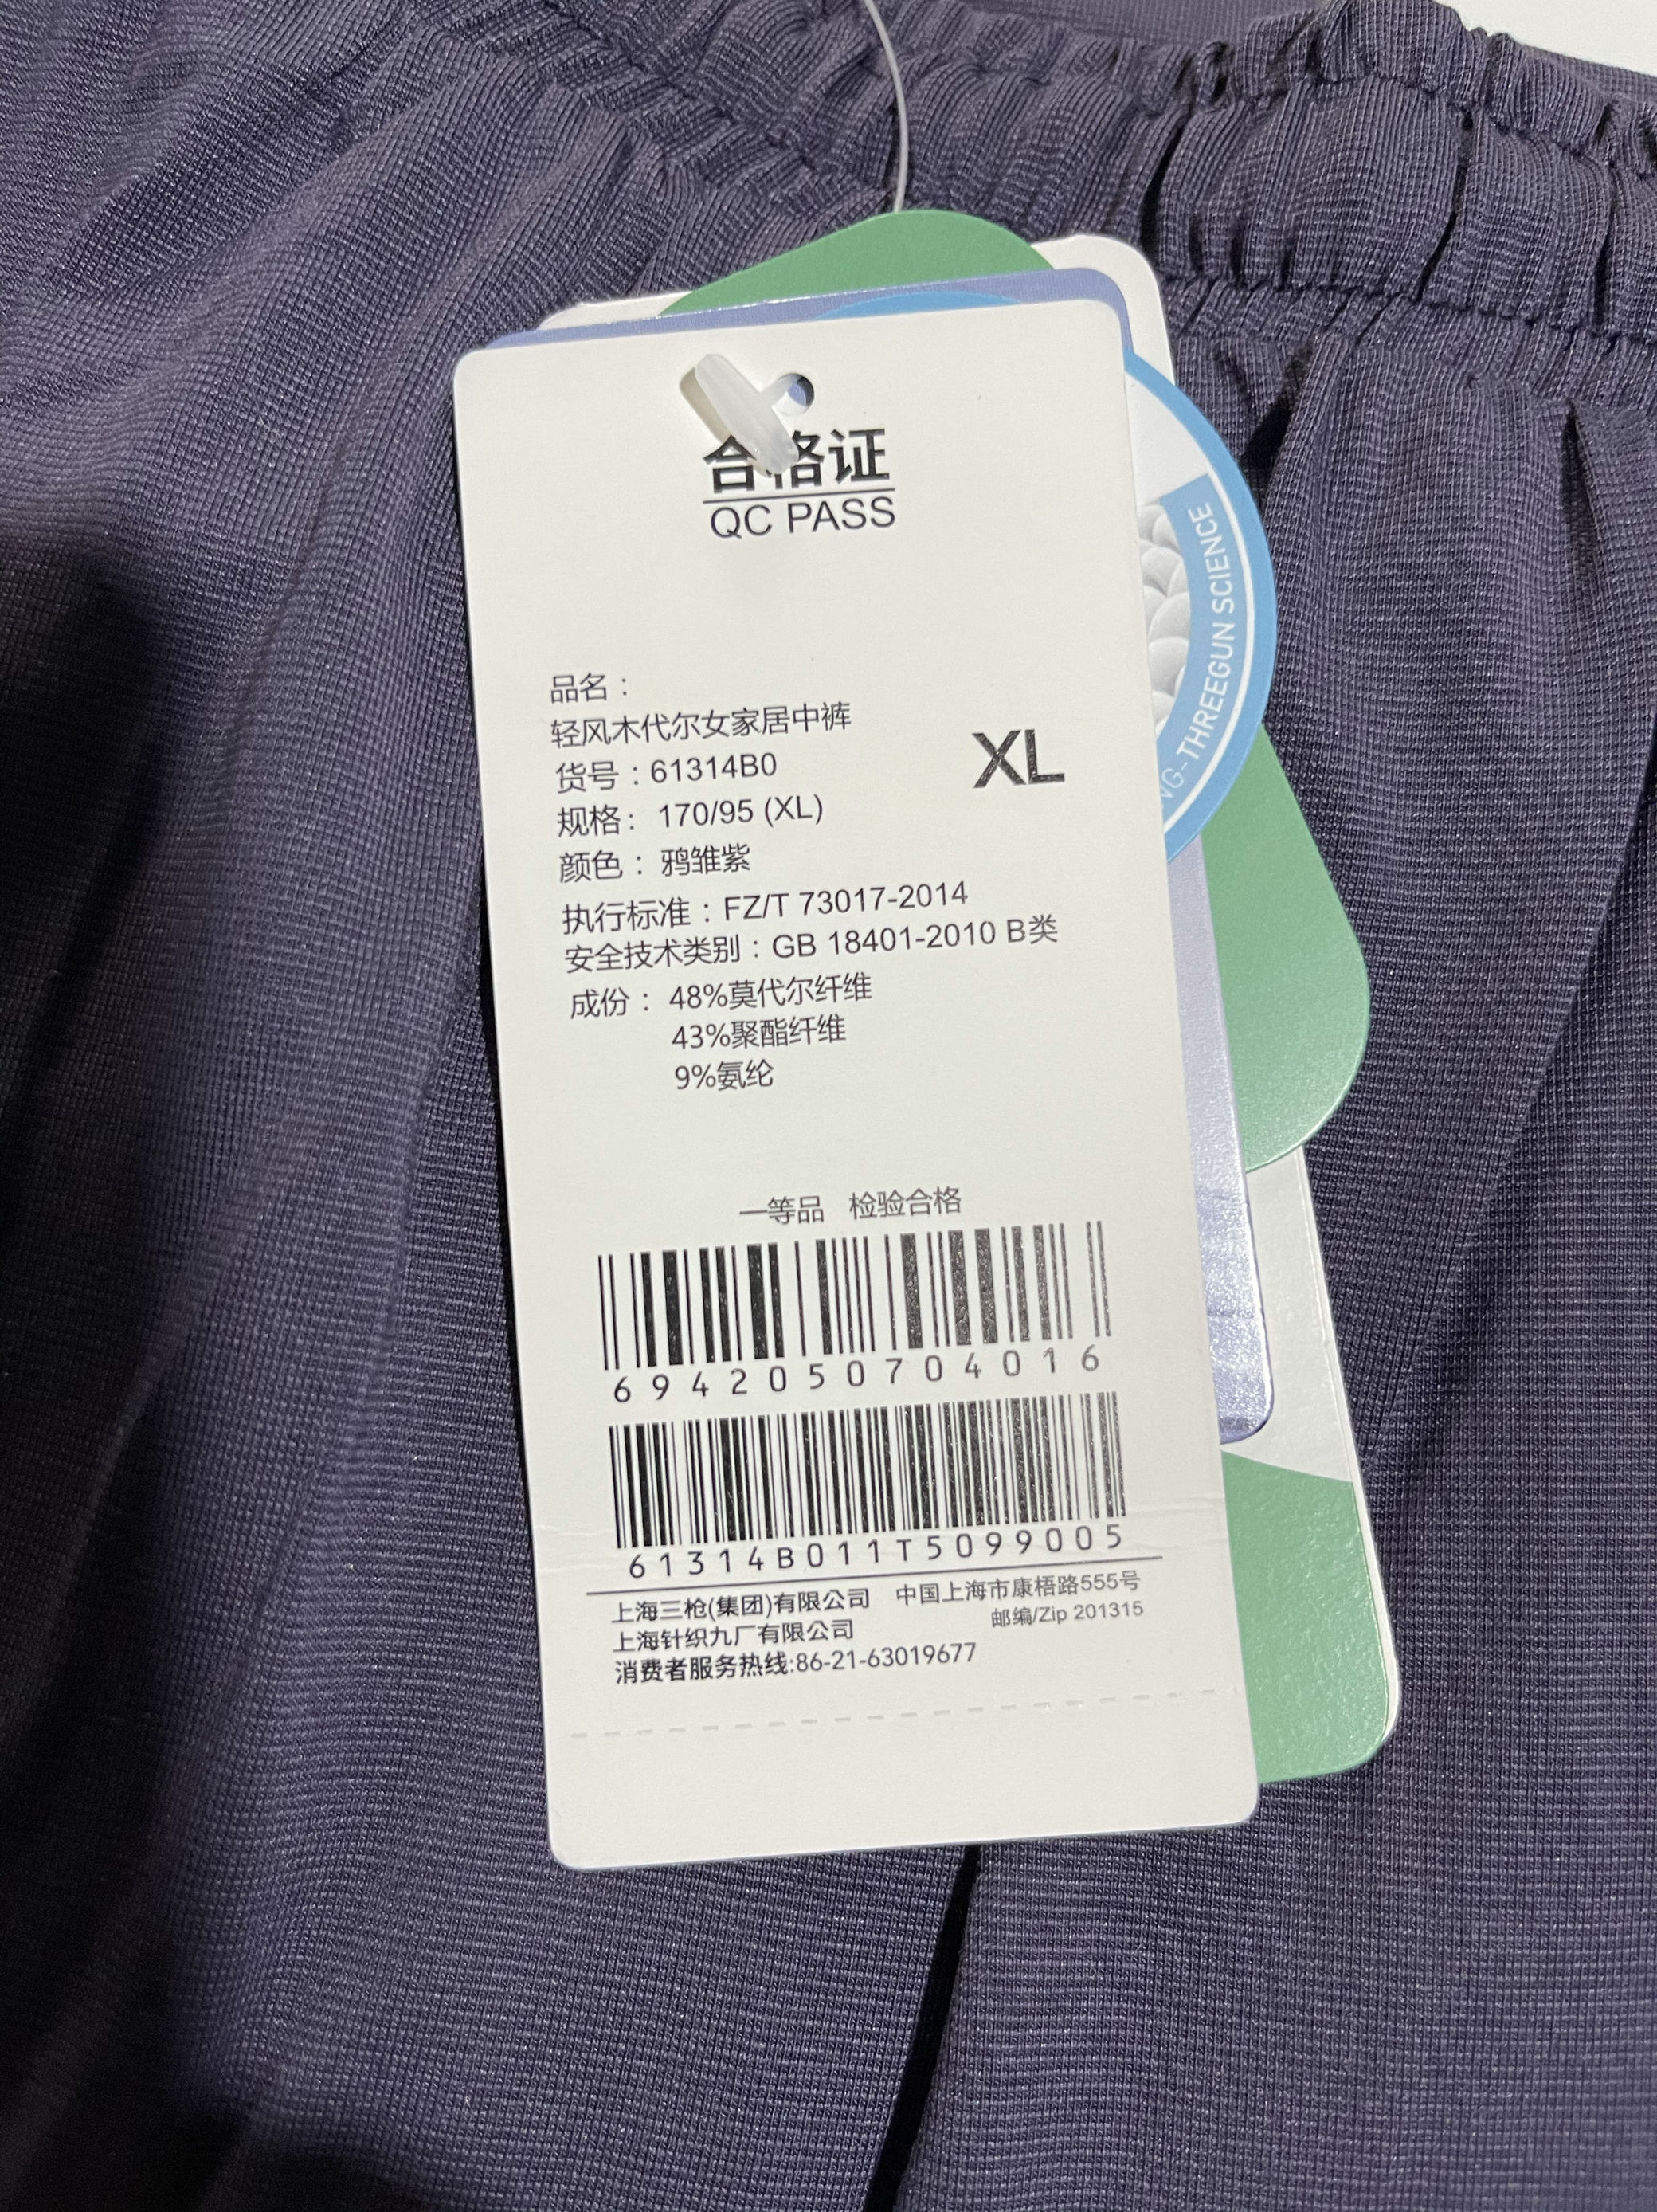 合格证
QC PASS
品名：
轻风木代尔女家居中裤
货号：61314B0
XL
规格： 170/95 (XL)
颜色： 鸦雏紫
执行标准：FZ/T 73017-2014
安全技术类别：GB 18401-2010 B类
成份： 48%莫代尔纤维
43%聚酯纤维
9%氨纶
一等品 检验合格
6942050704016
61314B011T5099005
上海三枪(集团)有限公司 中国上海市康梧路555号
上海针织九厂有限公司 邮编/Zip 201315
消费者服务热线:86-21-63019677
-THREEGUN SCIENCE